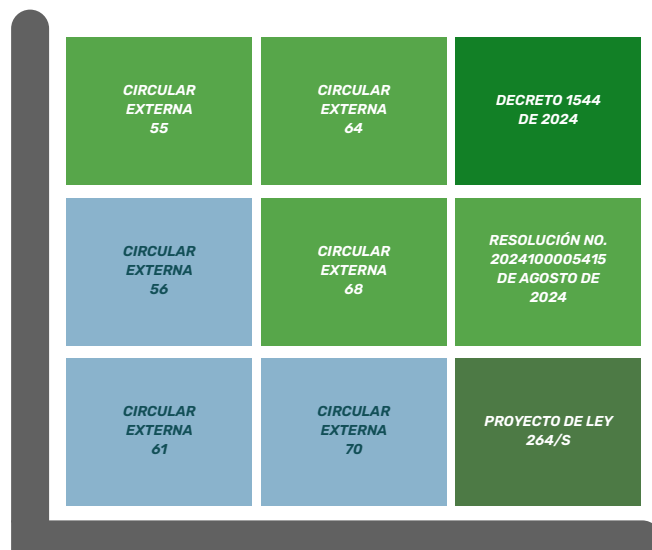 CIRCULAR
EXTERNA
55
CIRCULAR
EXTERNA
64
DECRETO 1544
DE 2024
CIRCULAR
EXTERNA
56
CIRCULAR
EXTERNA
68
RESOLUCIÓN NO.
2024100005415
DE AGOSTO DE
2024
CIRCULAR
EXTERNA
61
CIRCULAR
EXTERNA
70
PROYECTO DE LEY
264/S